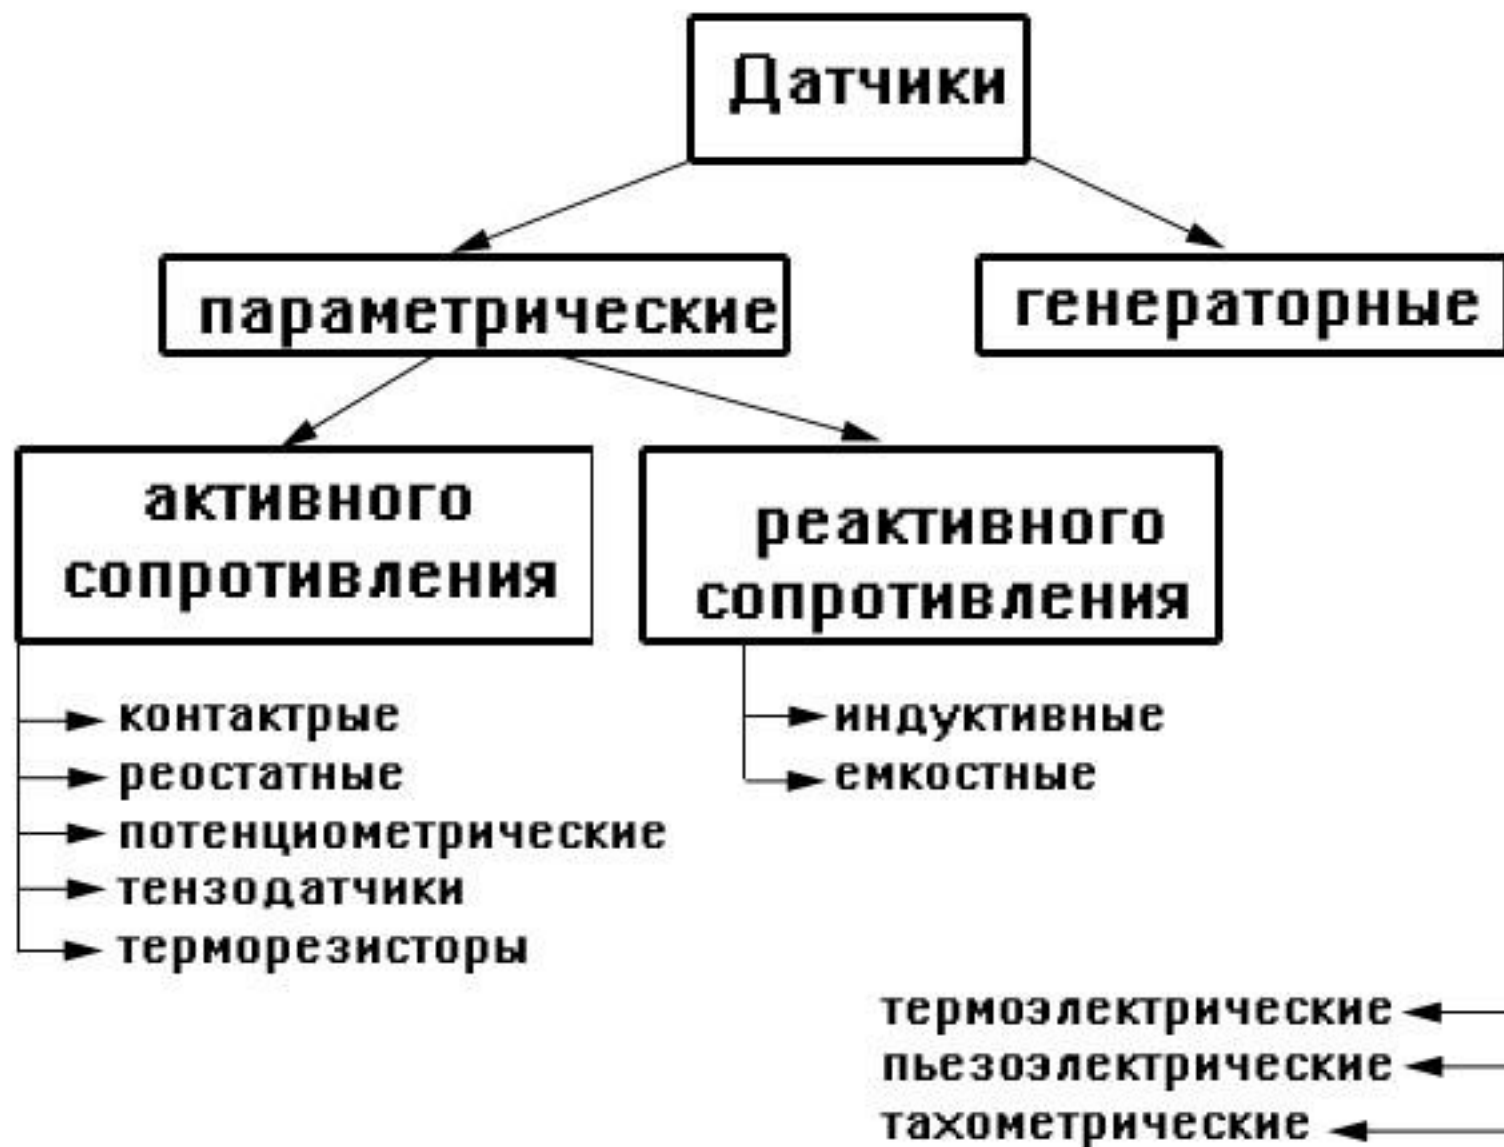 Датчики
параметрические
генераторные
активного
сопротивления
реактивного
сопротивления
контактрые
реостатные
потенциометрические
тензодатчики
терморезисторы
индуктивные
емкостные
термоэлектрические
пьезоэлектрические
тахометрические